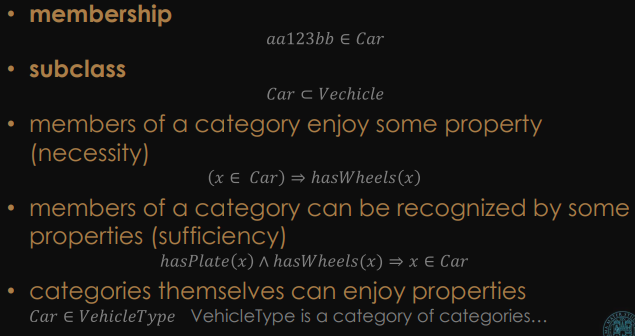 • membership
aa123bb ∈ Car
• subclass
Car ⊂ Vechicle
• members of a category enjoy some property
(necessity)
(x ∈ Car) ⇒ hasWheels(x)
• members of a category can be recognized by some
properties (sufficiency)
hasPlate(x) ∧ hasWheels(x) ⇒ x ∈ Car
• categories themselves can enjoy properties
Car ∈ VehicleType VehicleType is a category of categories…